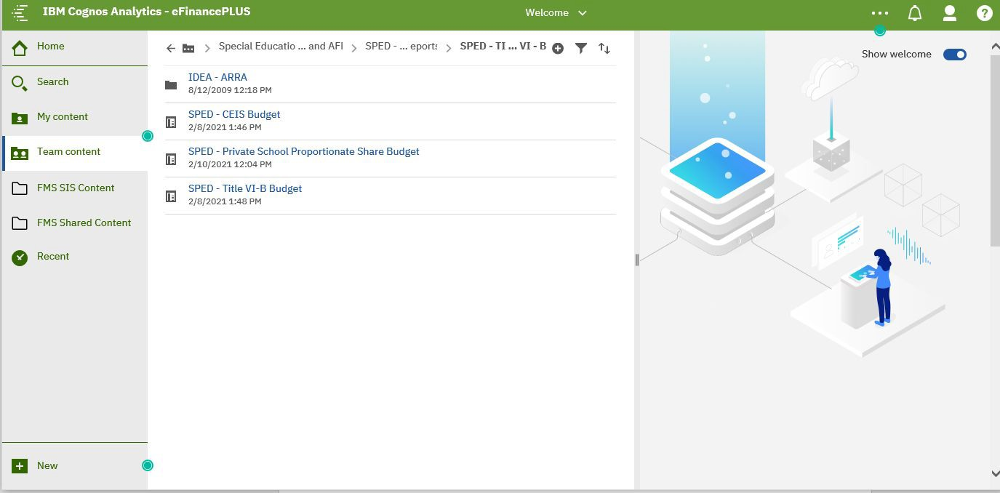 IBM Cognos Analytics - eFinancePLUS
Welcome
?
Home
Search
My content
Team content
FMS SIS Content
FMS Shared Content
Recent
New
Special Educatio ... and AFI
SPED - ... eports
SPED - TI ... VI - B
IDEA - ARRA
8/12/2009 12:18 PM
SPED - CEIS Budget
2/8/2021 1:46 PM
SPED - Private School Proportionate Share Budget
2/10/2021 12:04 PM
SPED - Title VI-B Budget
2/8/2021 1:48 PM
Show welcome